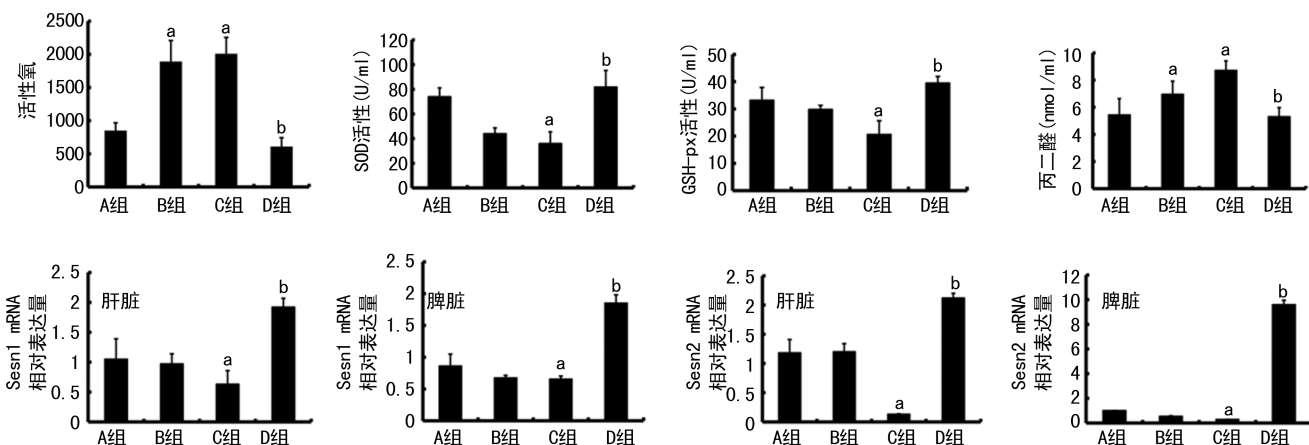 活性氧
2500
2000
1500
1000
500
0
a
a
b
A组 B组 C组 D组
SOD活性(U/ml)
120
100
80
60
40
20
0
a
b
A组 B组 C组 D组
GSH-px活性(U/ml)
50
40
30
20
10
0
a
b
A组 B组 C组 D组
丙二醛(nmol/ml)
10
8
6
4
2
0
a
a
b
A组 B组 C组 D组
Sesn1 mRNA
相对表达量
2.5
2
1.5
1
0.5
0
肝脏
a
b
A组 B组 C组 D组
Sesn1 mRNA
相对表达量
2.5
2
1.5
1
0.5
0
脾脏
a
b
A组 B组 C组 D组
Sesn2 mRNA
相对表达量
2.5
2
1.5
1
0.5
0
肝脏
a
b
A组 B组 C组 D组
Sesn2 mRNA
相对表达量
12
10
8
6
4
2
0
脾脏
a
b
A组 B组 C组 D组